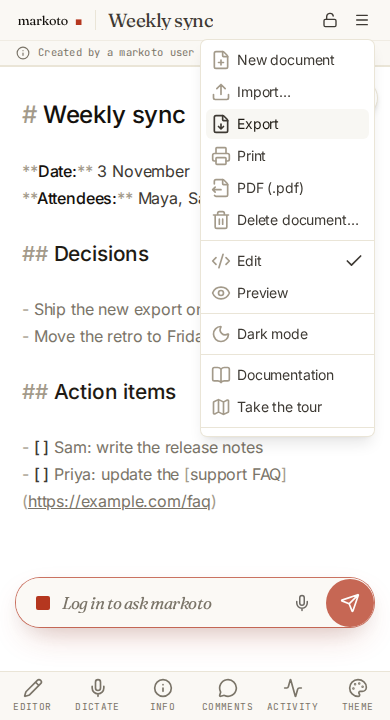 markoto
Weekly sync
Created by a markoto user
New document
Import...
Export
Print
PDF (.pdf)
Delete document...
Edit
Preview
Dark mode
Documentation
Take the tour
# Weekly sync
**Date:** 3 November
**Attendees:** Maya,
## Decisions
- Ship the new export
- Move the retro to
## Action items
- [ ] Sam: write the release notes
- [ ] Priya: update the [support FAQ]
(https://example.com/faq)
Log in to ask markoto
EDITOR
DICTATE
INFO
COMMENTS
ACTIVITY
THEME